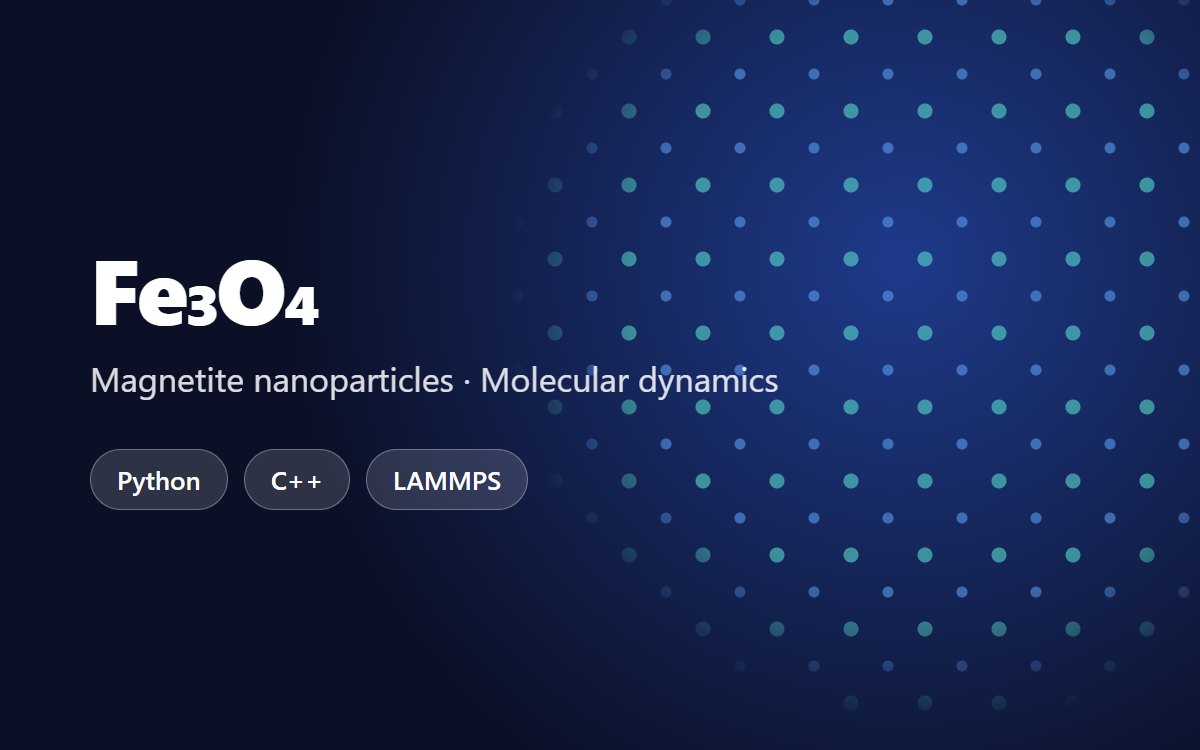 Fe₃O₄
Magnetite nanoparticles · Molecular dynamics
Python C++ LAMMPS